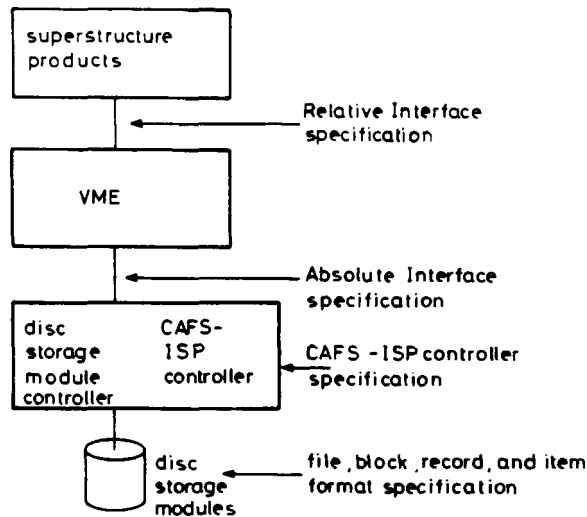 superstructure
products
Relative Interface
specification
VME
Absolute Interface
specification
disc
storage
module
controller
CAFS-
ISP
controller
CAFS - ISP controller
specification
disc
storage
modules
file, block, record, and item
format specification